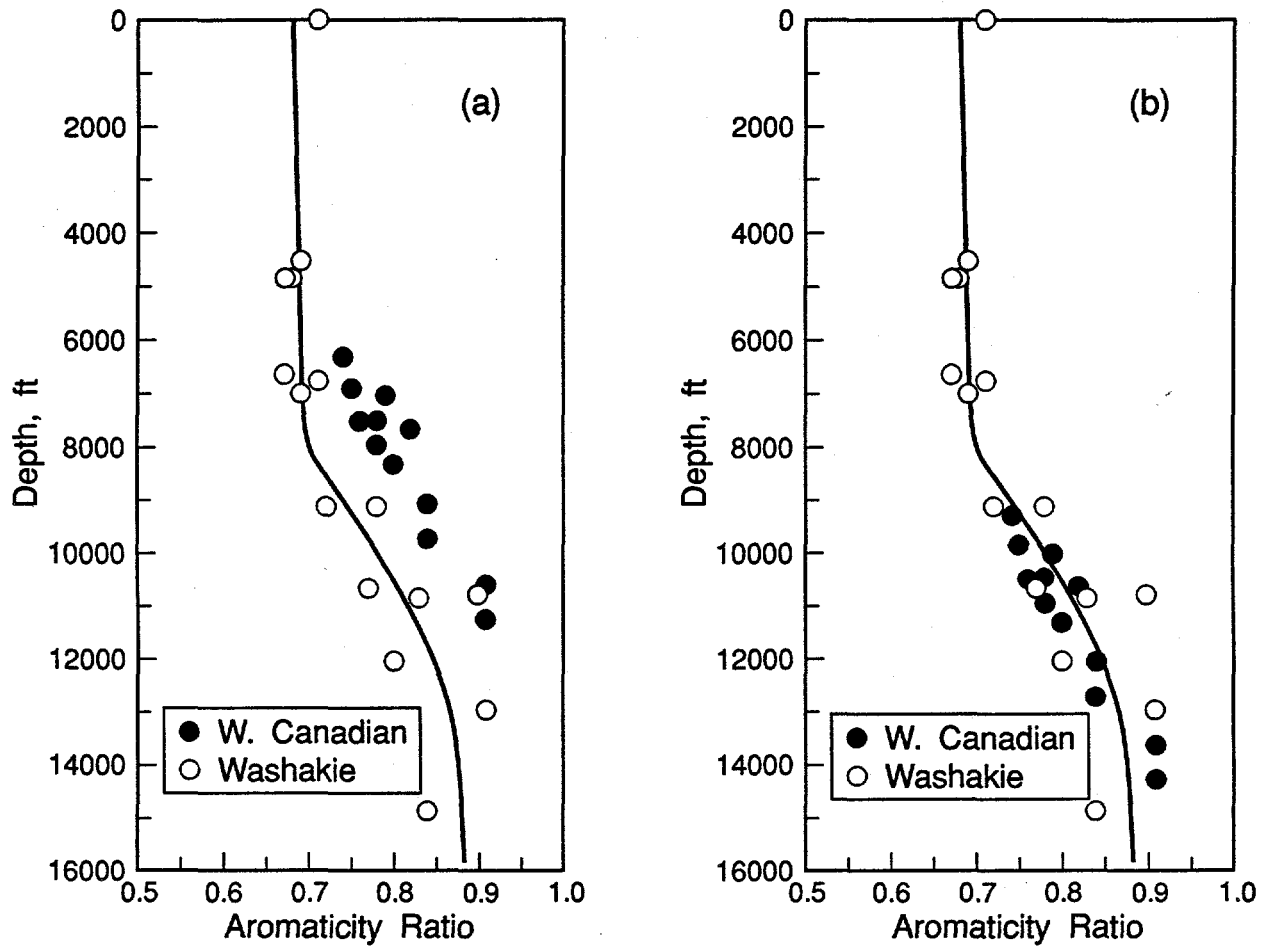 0
2000
4000
6000
8000
10000
12000
14000
16000
Depth, ft
(a)
W. Canadian
Washakie
0.5 0.6 0.7 0.8 0.9 1.0
Aromaticity Ratio
0
2000
4000
6000
8000
10000
12000
14000
16000
Depth, ft
(b)
W. Canadian
Washakie
0.5 0.6 0.7 0.8 0.9 1.0
Aromaticity Ratio